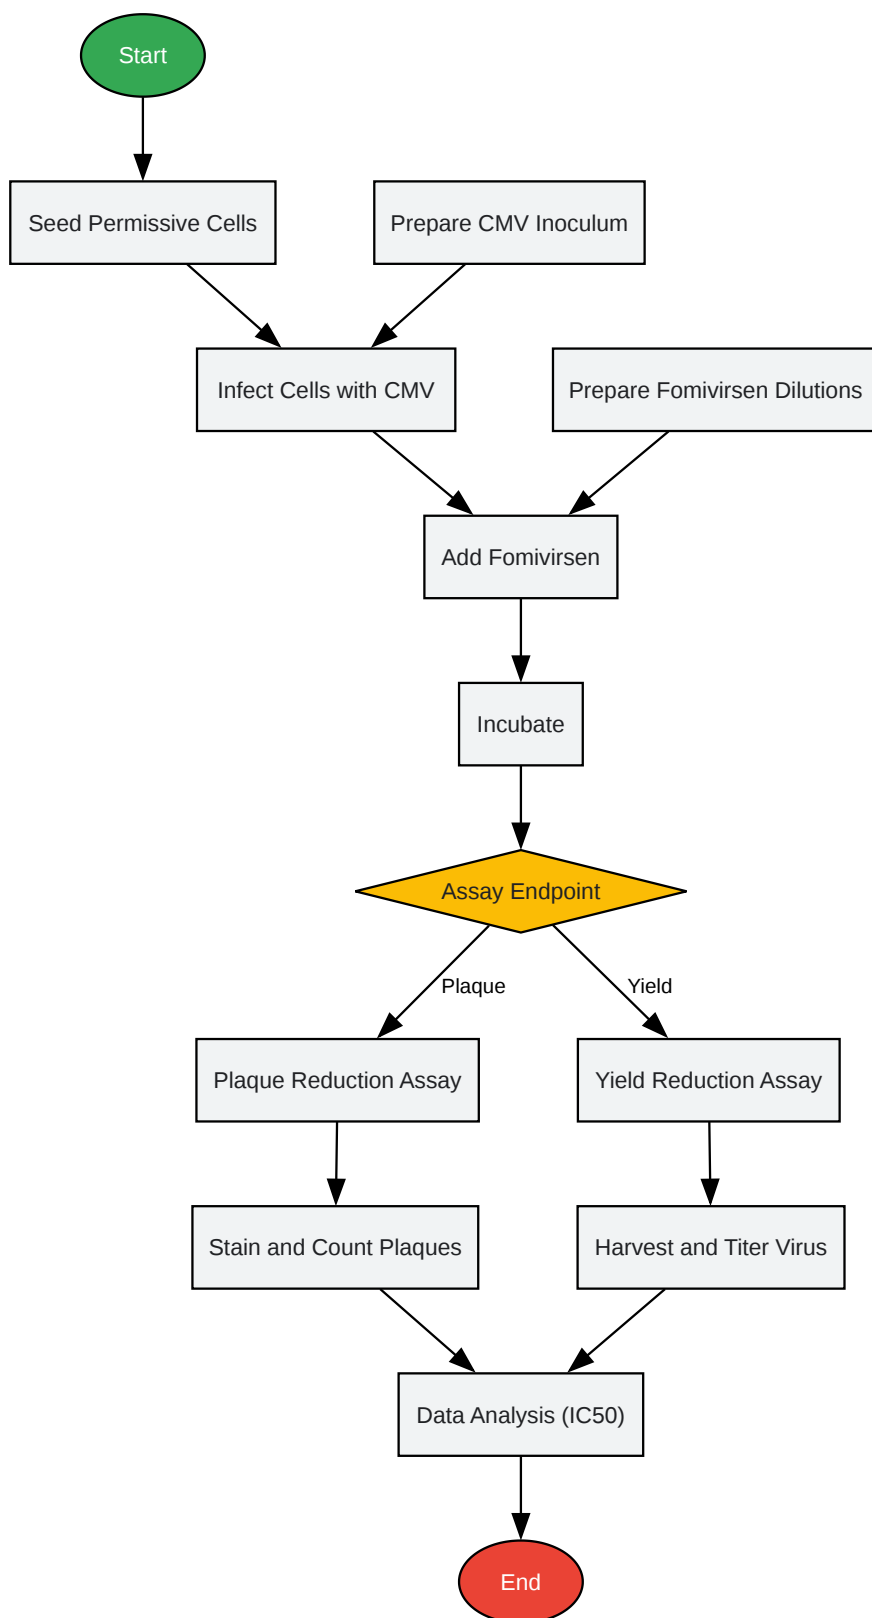 Start
Seed Permissive Cells
Prepare CMV Inoculum
Infect Cells with CMV
Prepare Fomivirsen Dilutions
Add Fomivirsen
Incubate
Assay Endpoint
Plaque
Yield
Plaque Reduction Assay
Yield Reduction Assay
Stain and Count Plaques
Harvest and Titer Virus
Data Analysis (IC50)
End